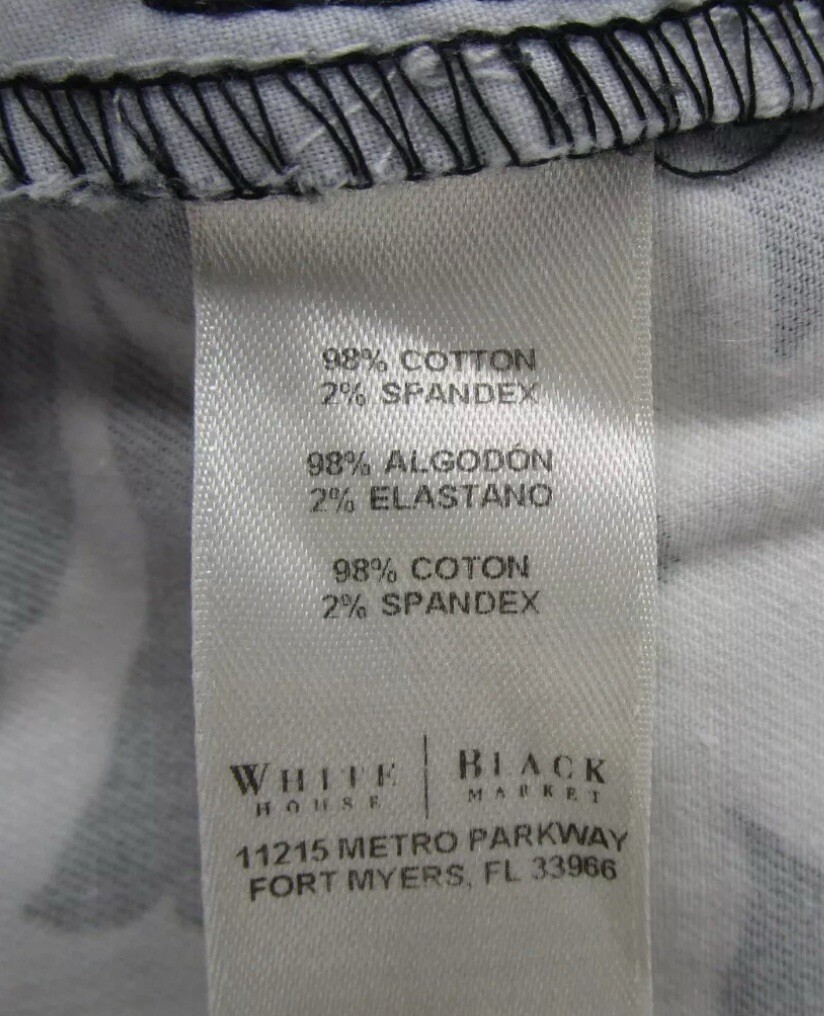 98% COTTON
2% SPANDEX
98% ALGODÓN
2% ELASTANO
98% COTON
2% SPANDEX
WHITE | BLACK
HOUSE MARKET
11215 METRO PARKWAY
FORT MYERS, FL 33966